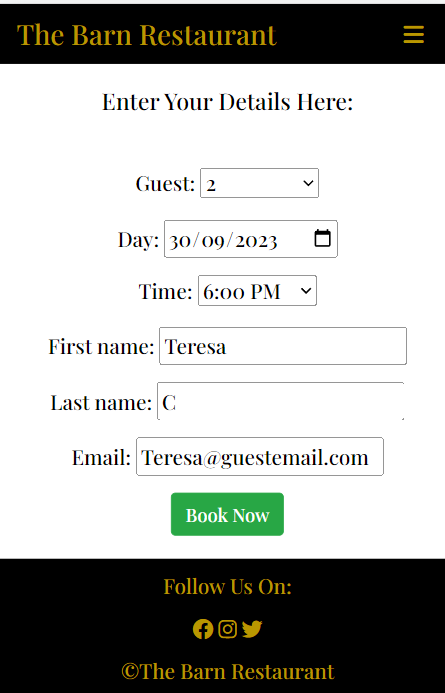 The Barn Restaurant
Enter Your Details Here:
Guest: 2
Day: 30/09/2023
Time: 6:00 PM
First name: Teresa
Last name: C
Email: Teresa@guestemail.com
Book Now
Follow Us On:
©The Barn Restaurant